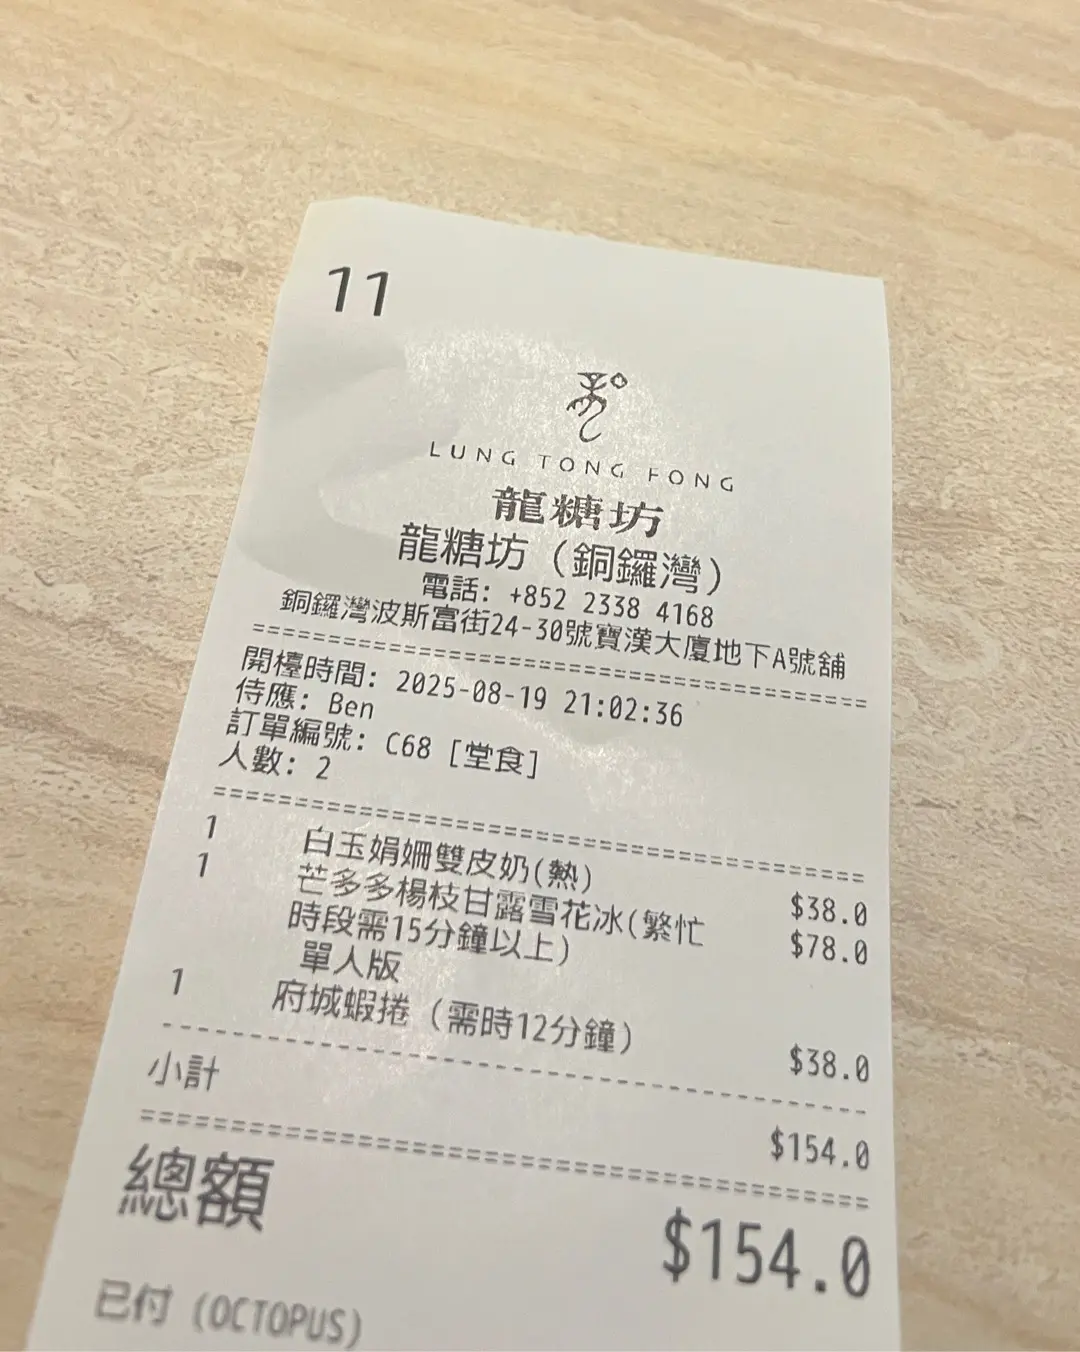 11
LUNG TONG FONG
龍糖坊
龍糖坊（銅鑼灣）
電話: +852 2338 4168
銅鑼灣波斯富街24-30號寶漢大廈地下A號舖
開檯時間: 2025-08-19 21:02:36
侍應: Ben
訂單編號: C68 [堂食]
人數: 2
1 白玉娟姍雙皮奶(熱) $38.0
1 芒多多楊枝甘露雪花冰(繁忙 $78.0
時段需15分鐘以上)
單人版
1 府城蝦捲（需時12分鐘） $38.0
小計 $154.0
總額 $154.0
已付 (OCTOPUS)